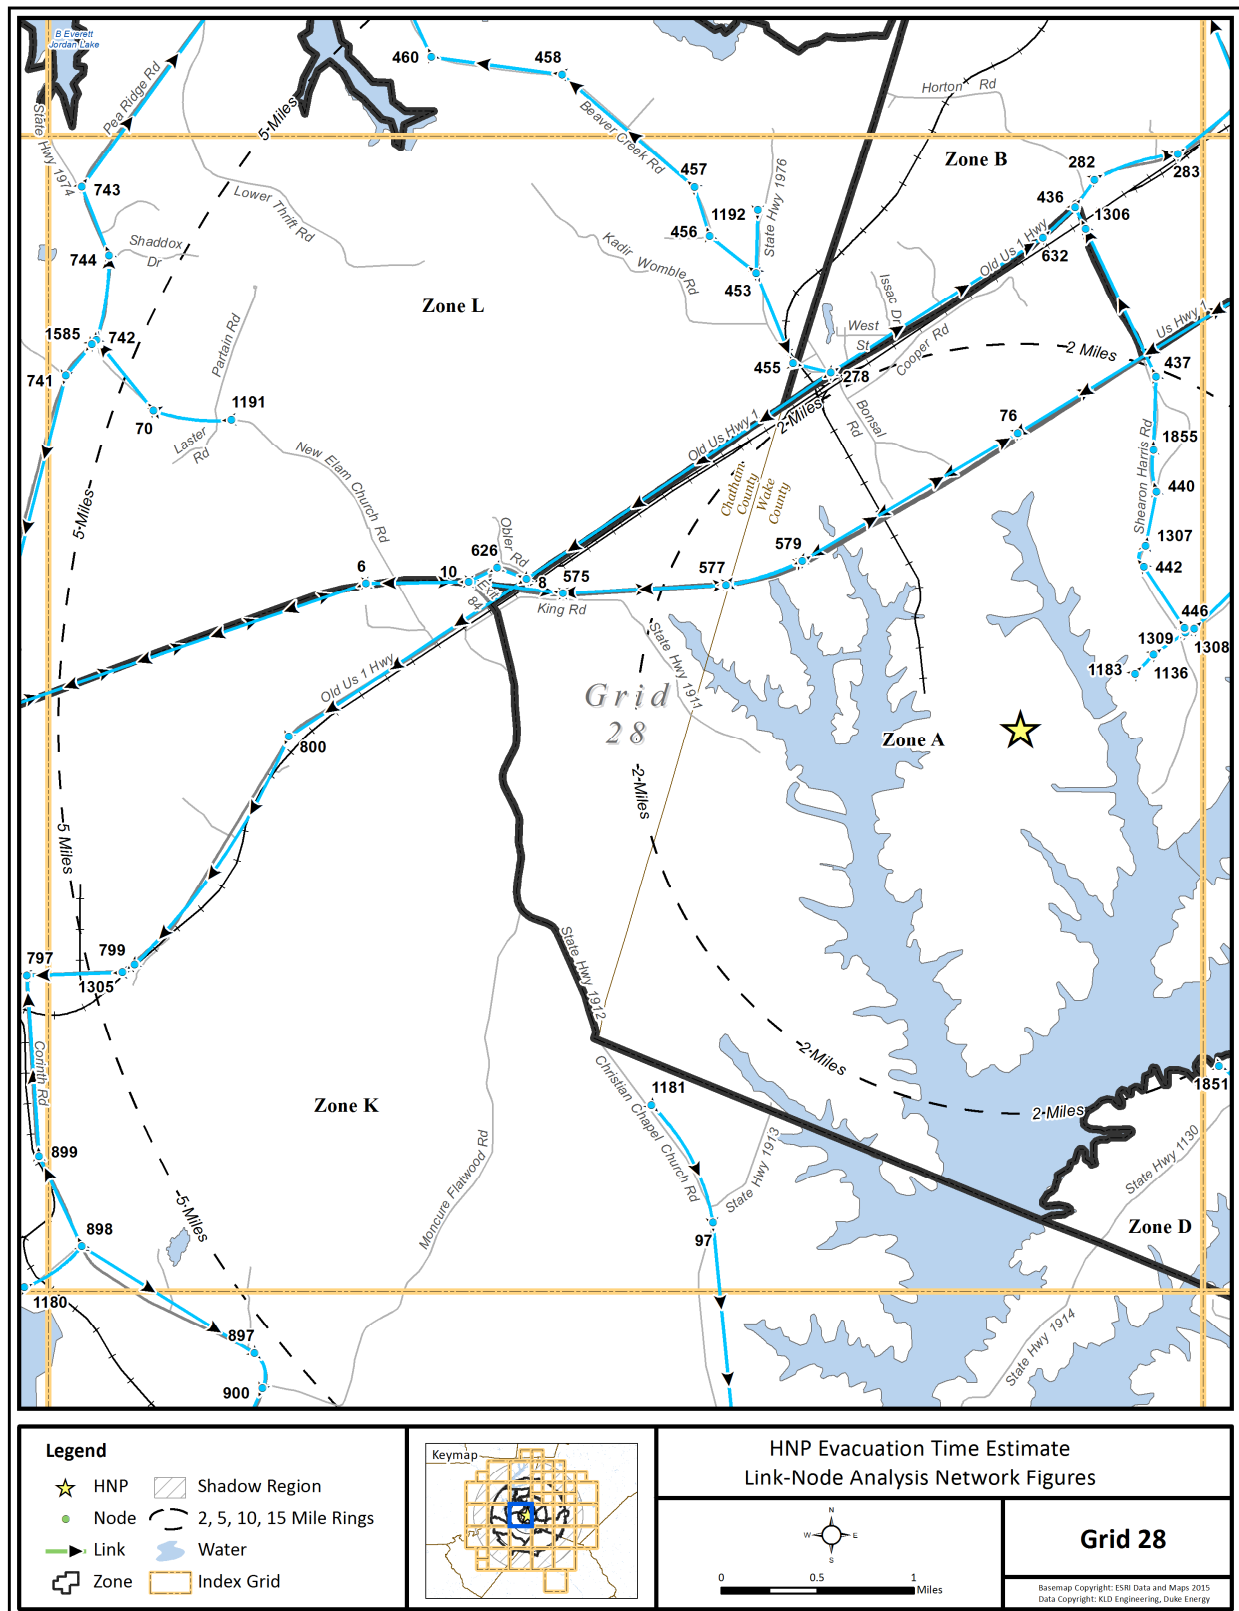 B Everett
Jordan Lake
460
458
Horton Rd
Pea Ridge Rd
5-Miles
State Hwy 1974
Beaver Creek Rd
Zone B
282
283
743
457
State Hwy 1976
436
1306
Lower Thrift Rd
1192
456
Shaddox
Dr
744
Kadir Womble Rd
453
Old Us 1 Hwy
632
Zone L
Issac Dr
Us Hwy 1
1585
742
Partain Rd
West
St
Cooper Rd
2 Miles
437
741
455
278
70
1191
2-Miles
76
Laster
Rd
New Elam Church Rd
Old Us Hwy 1
Bonsal
Rd
Shearon Harris Rd
1855
Chatham
County
Wake
County
440
5-Miles
Obler Rd
1307
626
579
442
6
10
8
575
577
Exit
84
King Rd
446
State Hwy 1911
1309
1308
1183
1136
Old Us 1 Hwy
Grid
28
800
Zone A
2-Miles
5 Miles
State Hwy 1912
799
797
1305
2-Miles
Corinth Rd
Christian Chapel Church Rd
1181
1851
Zone K
2-Miles
899
Moncure Flatwood Rd
State Hwy 1913
State Hwy 1130
898
5-Miles
97
Zone D
1180
897
State Hwy 1914
900
Legend
HNP
Shadow Region
Node
2, 5, 10, 15 Mile Rings
Link
Water
Zone
Index Grid
Keymap
HNP Evacuation Time Estimate
Link-Node Analysis Network Figures
N
W E
S
0 0.5 1
Miles
Grid 28
Basemap Copyright: ESRI Data and Maps 2015
Data Copyright: KLD Engineering, Duke Energy